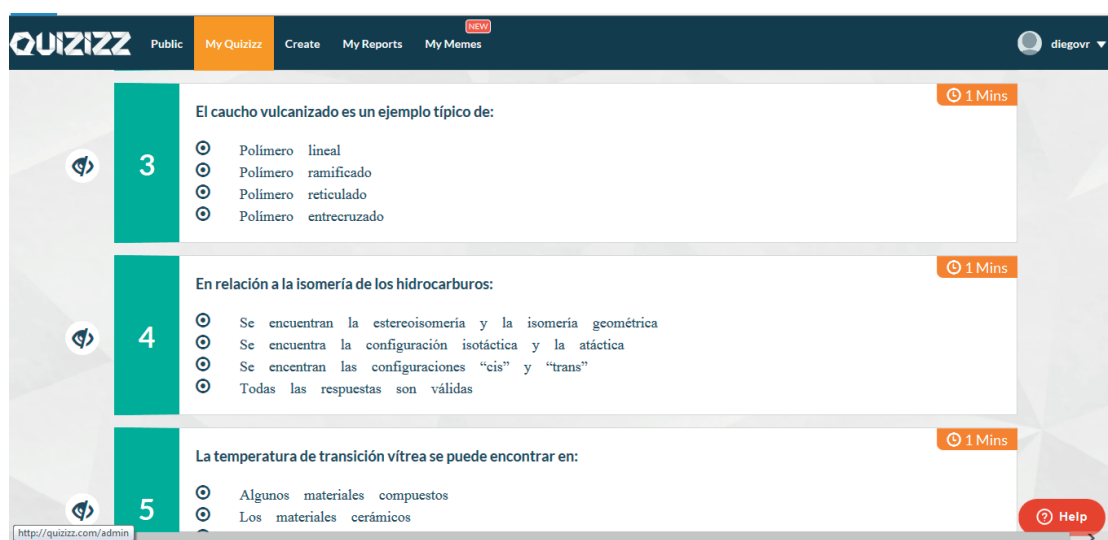 NEW
QUIZIZZ Public My Quizizz Create My Reports My Memes diegovr
1 Mins
El caucho vulcanizado es un ejemplo típico de:
3
Polímero lineal
Polímero ramificado
Polímero reticulado
Polímero entrecruzado
1 Mins
En relación a la isomería de los hidrocarburos:
4
Se encuentran la estereoisomería y la isomería geométrica
Se encuentra la configuración isotáctica y la atáctica
Se encentran las configuraciones “cis” y “trans”
Todas las respuestas son válidas
1 Mins
La temperatura de transición vítrea se puede encontrar en:
5
Algunos materiales compuestos
Los materiales cerámicos
Help
http://quizizz.com/admin